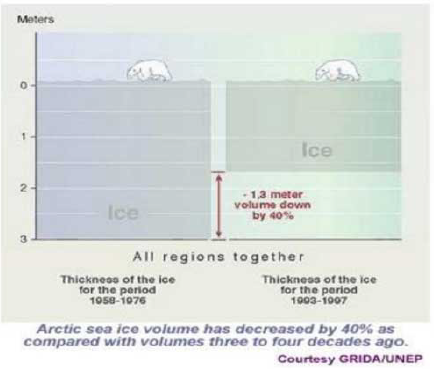 Meters
0
1
2
3
Ice
Ice
- 1,3 meter
volume down
by 40%
All regions together
Thickness of the ice
for the period
1958-1976
Thickness of the ice
for the period
1993-1997
Arctic sea ice volume has decreased by 40% as
compared with volumes three to four decades ago.
Courtesy GRIDA/UNEP